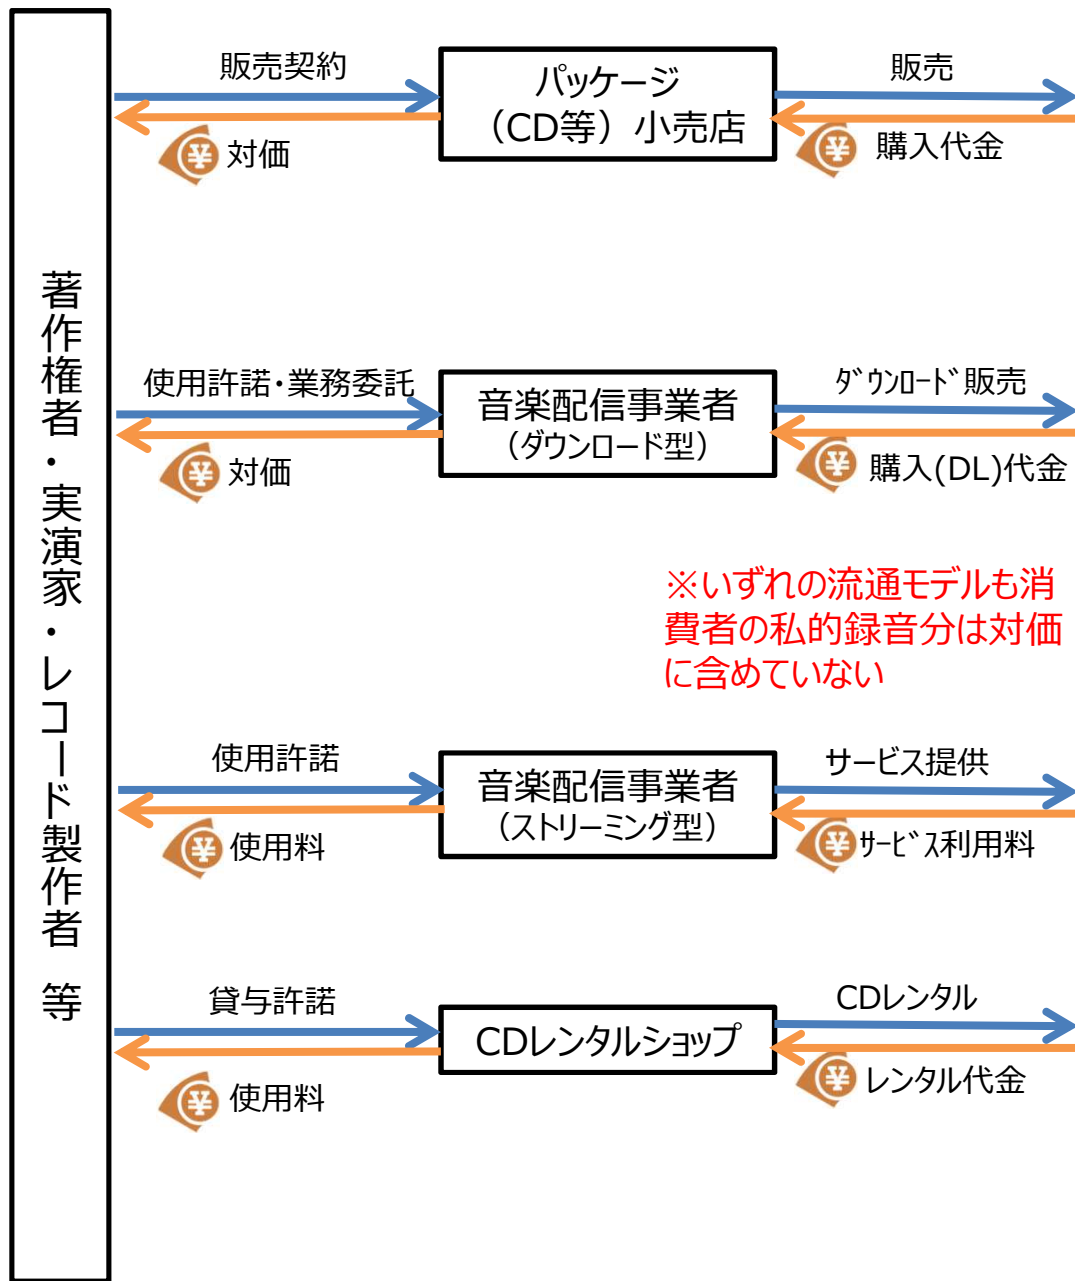 著作権者・実演家・レコード製作者 等
販売契約
対価
パッケージ
（CD等）小売店
販売
購入代金
使用許諾・業務委託
対価
音楽配信事業者
（ダウンロード型）
ﾀﾞｳﾝﾛｰﾄﾞ販売
購入(DL)代金
※いずれの流通モデルも消
費者の私的録音分は対価
に含めていない
使用許諾
使用料
音楽配信事業者
（ストリーミング型）
サービス提供
ｻｰﾋﾞｽ利用料
貸与許諾
使用料
CDレンタルショップ
CDレンタル
レンタル代金